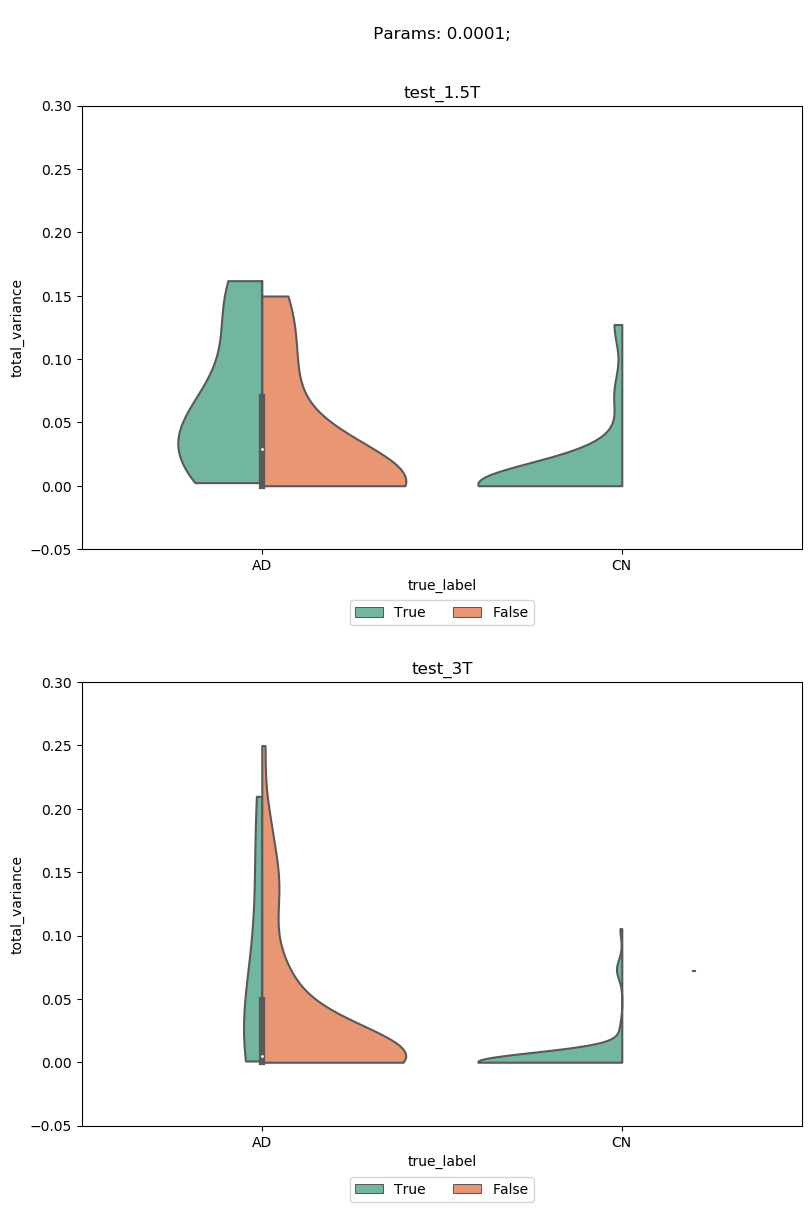 Params: 0.0001;
test_1.5T
0.30
0.25
0.20
0.15
0.10
0.05
0.00
−0.05
total_variance
AD CN
true_label
True False
test_3T
0.30
0.25
0.20
0.15
0.10
0.05
0.00
−0.05
total_variance
AD CN
true_label
True False